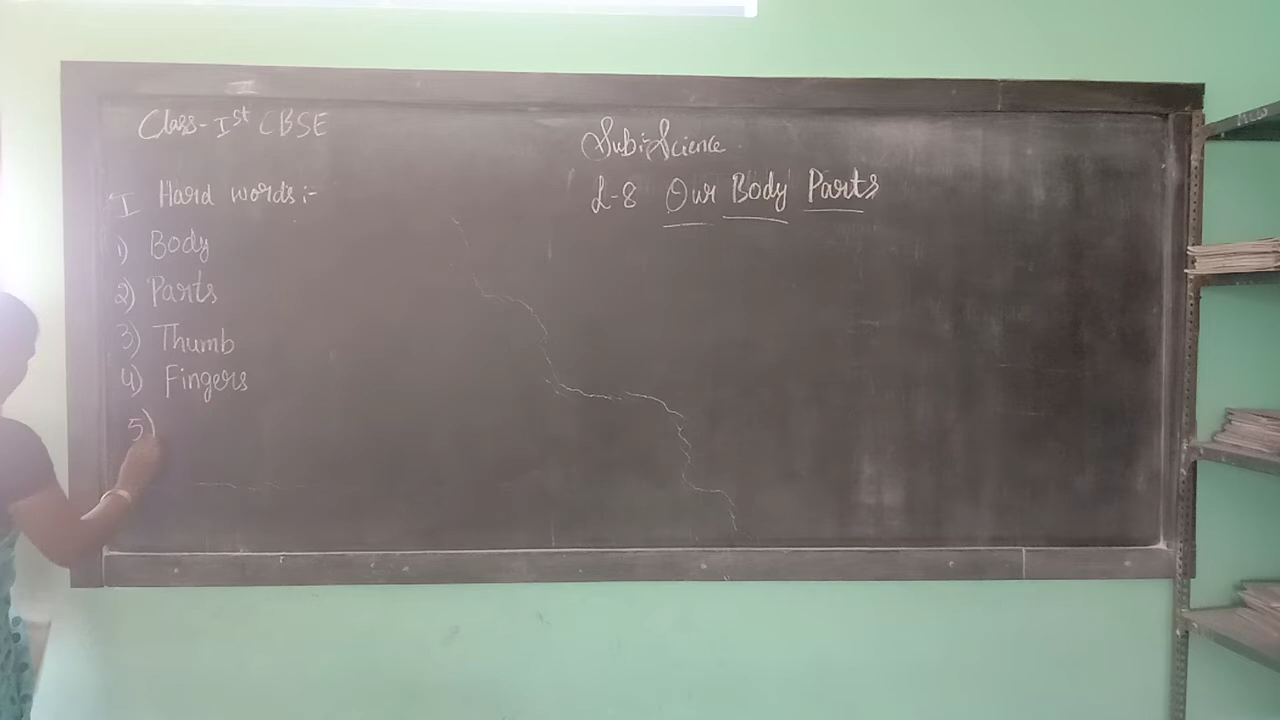 Class-Ist CBSE
Sub:-Science
L-8 Our Body Parts
I Hard words:-
1) Body
2) Parts
3) Thumb
4) Fingers
5)